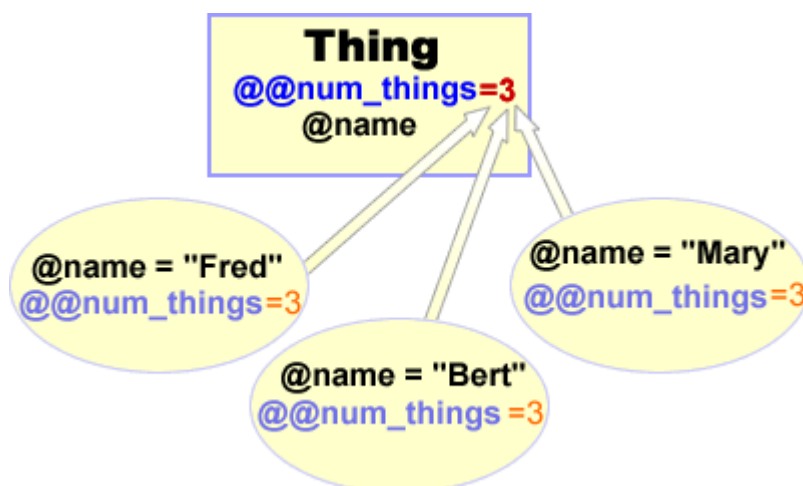 Thing
@@num_things=3
@name
@name = "Fred"
@@num_things=3
@name = "Mary"
@@num_things=3
@name = "Bert"
@@num_things =3